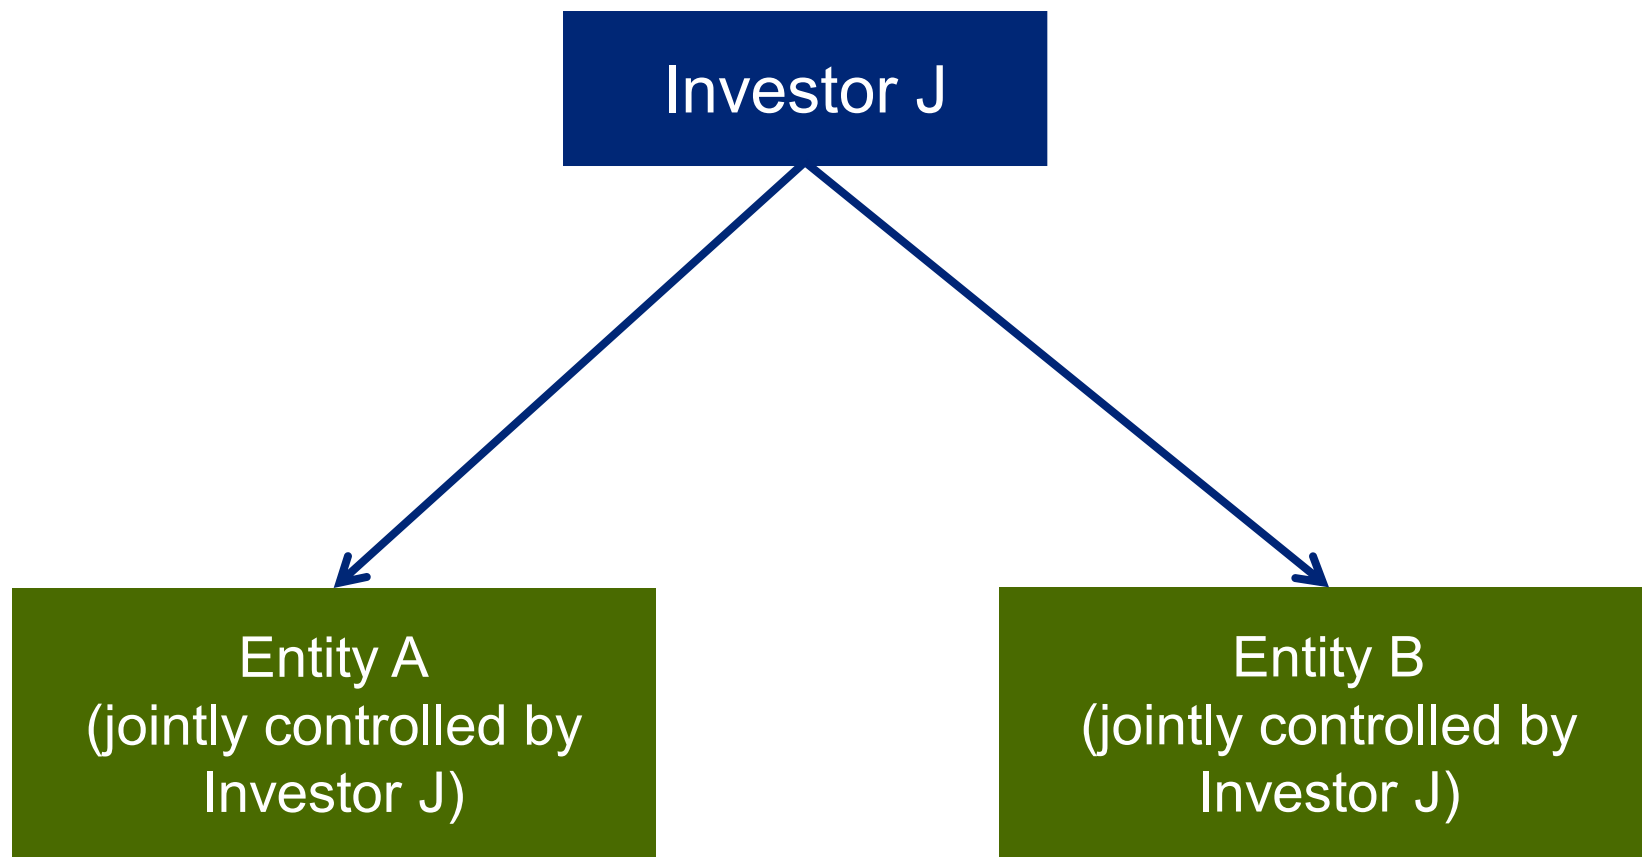 Investor J
Entity A
(jointly controlled by
Investor J)
Entity B
(jointly controlled by
Investor J)